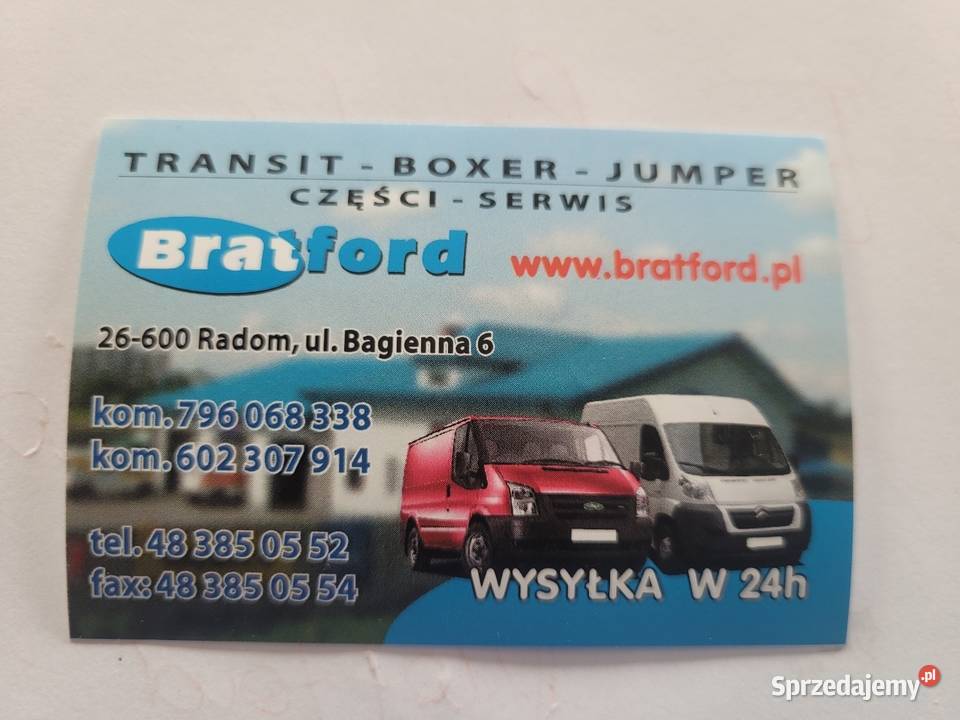 TRANSIT - BOXER - JUMPER
CZĘŚCI - SERWIS
Bratford
www.bratford.pl
26-600 Radom, ul. Bagienna 6
kom. 796 068 338
kom. 602 307 914
tel. 48 385 05 52
fax: 48 385 05 54
WYSYŁKA W 24h
Sprzedajemy.pl